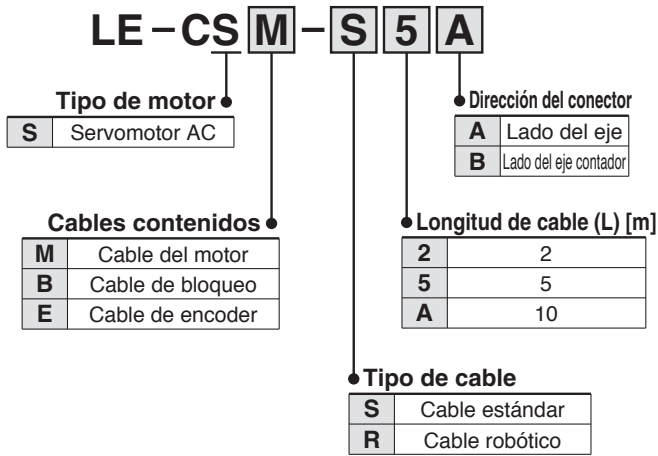 LE-CSM-S5A
Tipo de motor
S Servomotor AC
Dirección del conector
A Lado del eje
B Lado del eje contador
Cables contenidos
M Cable del motor
B Cable de bloqueo
E Cable de encoder
Longitud de cable (L) [m]
2 2
5 5
A 10
Tipo de cable
S Cable estándar
R Cable robótico